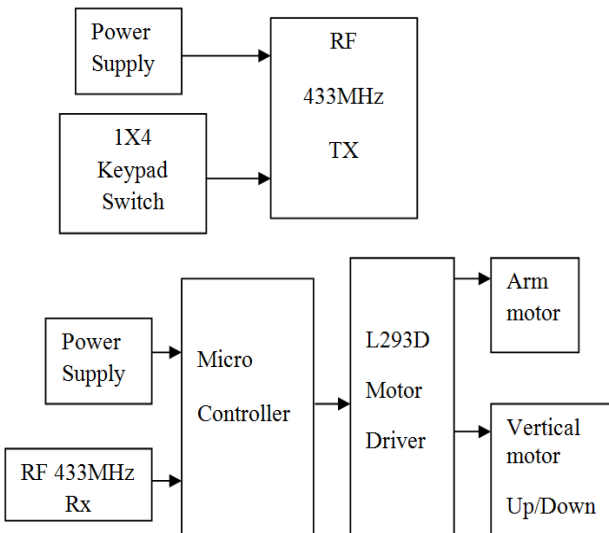 Power
Supply
RF
433MHz
TX
1X4
Keypad
Switch
Power
Supply
RF 433MHz
Rx
Micro
Controller
L293D
Motor
Driver
Arm
motor
Vertical
motor
Up/Down